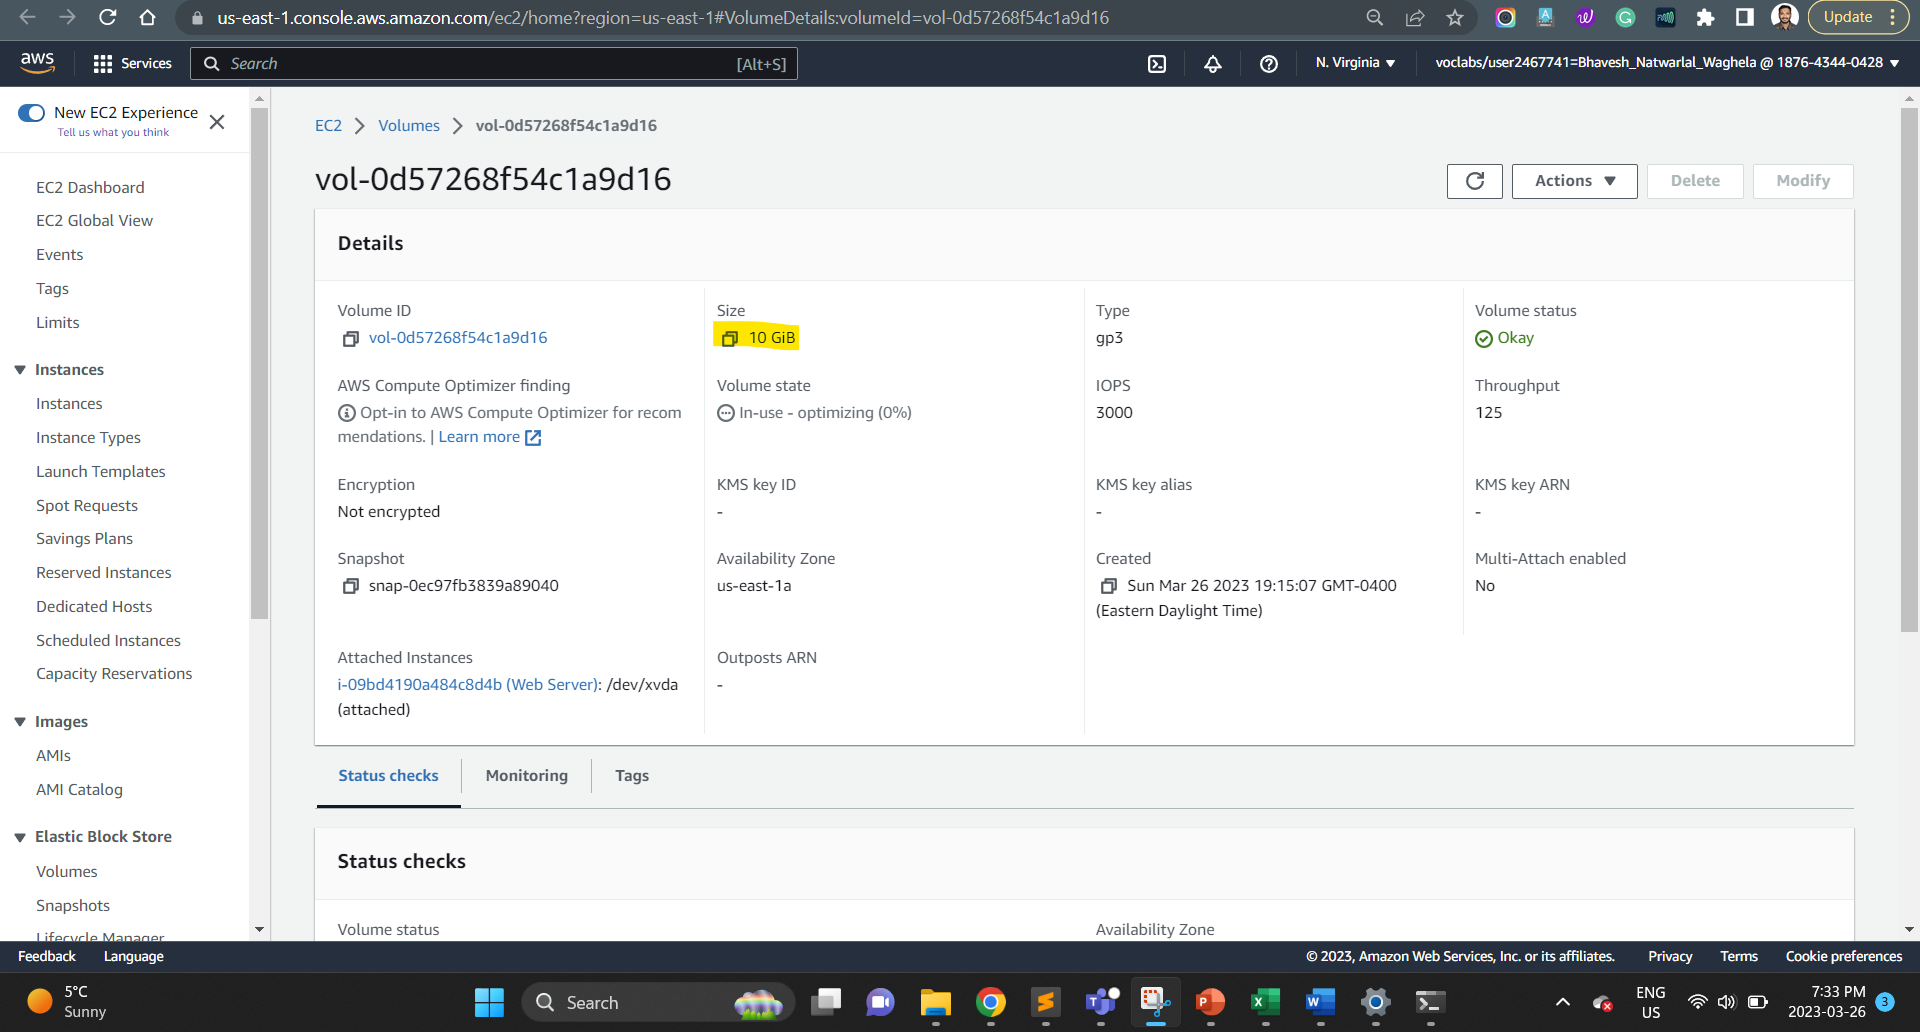 us-east-1.console.aws.amazon.com/ec2/home?region=us-east-1#VolumeDetails:volumeId=vol-0d57268f54c1a9d16
Update
aws
Services
Search
[Alt+S]
N. Virginia
voclabs/user2467741=Bhavesh_Natwarlal_Waghela @ 1876-4344-0428
New EC2 Experience
Tell us what you think
EC2 Dashboard
EC2 Global View
Events
Tags
Limits
Instances
Instances
Instance Types
Launch Templates
Spot Requests
Savings Plans
Reserved Instances
Dedicated Hosts
Scheduled Instances
Capacity Reservations
Images
AMIs
AMI Catalog
Elastic Block Store
Volumes
Snapshots
Lifecycle Manager
EC2 > Volumes > vol-0d57268f54c1a9d16
vol-0d57268f54c1a9d16
Actions
Delete
Modify
Details
Volume ID
vol-0d57268f54c1a9d16
Size
10 GiB
Type
gp3
Volume status
Okay
AWS Compute Optimizer finding
Opt-in to AWS Compute Optimizer for recom
mendations. | Learn more
Volume state
In-use - optimizing (0%)
IOPS
3000
Throughput
125
Encryption
Not encrypted
KMS key ID
-
KMS key alias
-
KMS key ARN
-
Snapshot
snap-0ec97fb3839a89040
Availability Zone
us-east-1a
Created
Sun Mar 26 2023 19:15:07 GMT-0400
(Eastern Daylight Time)
Multi-Attach enabled
No
Attached Instances
i-09bd4190a484c8d4b (Web Server): /dev/xvda
(attached)
Outposts ARN
-
Status checks
Monitoring
Tags
Status checks
Volume status
Availability Zone
Feedback
Language
© 2023, Amazon Web Services, Inc. or its affiliates.
Privacy
Terms
Cookie preferences
5°C
Sunny
Search
ENG
US
7:33 PM
2023-03-26
3